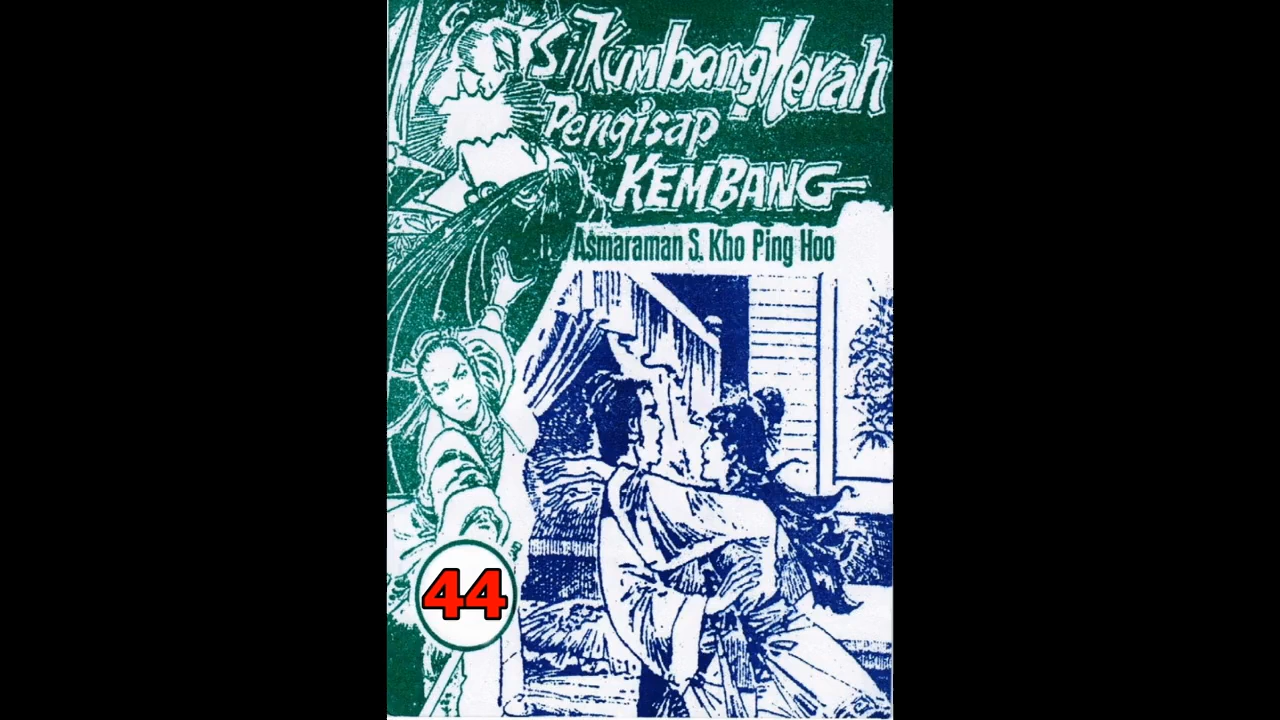 Si Kumbang Merah
Pengisap
KEMBANG
Asmaraman S. Kho Ping Hoo
44